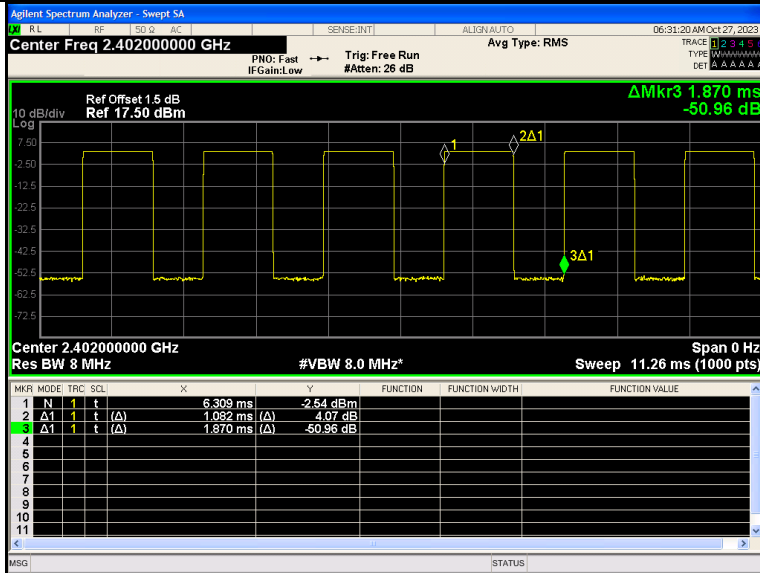 Agilent Spectrum Analyzer - Swept SA
LXI RL RF 50 Ω AC SENSE:INT ALIGN AUTO 06:31:20 AM Oct 27, 2023
Center Freq 2.402000000 GHz
Avg Type: RMS
TRACE 1 2 3 4 5
PNO: Fast Trig: Free Run
TYPE
IFGain:Low #Atten: 26 dB
DET A A A A A
ΔMkr3 1.870 ms
-50.96 dB
Ref Offset 1.5 dB
10 dB/div Ref 17.50 dBm
Log
7.50
1
2Δ1
-2.50
-12.5
-22.5
-32.5
-42.5
3Δ1
-52.5
-62.5
-72.5
Center 2.402000000 GHz Span 0 Hz
Res BW 8 MHz #VBW 8.0 MHz* Sweep 11.26 ms (1000 pts)
MKR MODE TRC SCL X Y FUNCTION FUNCTION WIDTH FUNCTION VALUE
1 N 1 t 6.309 ms -2.54 dBm
2 Δ1 1 t (Δ) 1.082 ms (Δ) 4.07 dB
3 Δ1 1 t (Δ) 1.870 ms (Δ) -50.96 dB
4
5
6
7
8
9
10
11
MSG STATUS